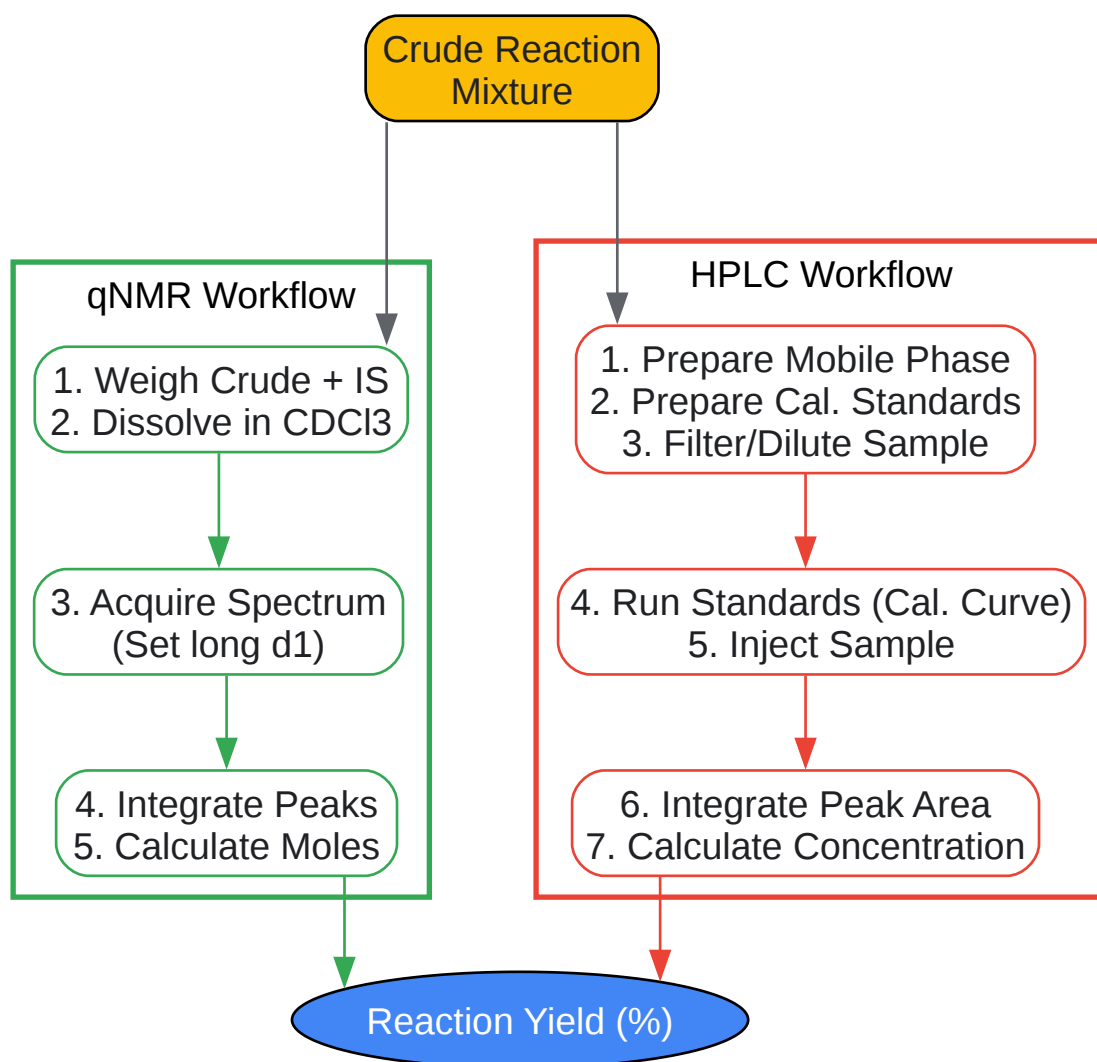 Crude Reaction
Mixture
qNMR Workflow
1. Weigh Crude + IS
2. Dissolve in CDCl3
3. Acquire Spectrum
(Set long d1)
4. Integrate Peaks
5. Calculate Moles
HPLC Workflow
1. Prepare Mobile Phase
2. Prepare Cal. Standards
3. Filter/Dilute Sample
4. Run Standards (Cal. Curve)
5. Inject Sample
6. Integrate Peak Area
7. Calculate Concentration
Reaction Yield (%)